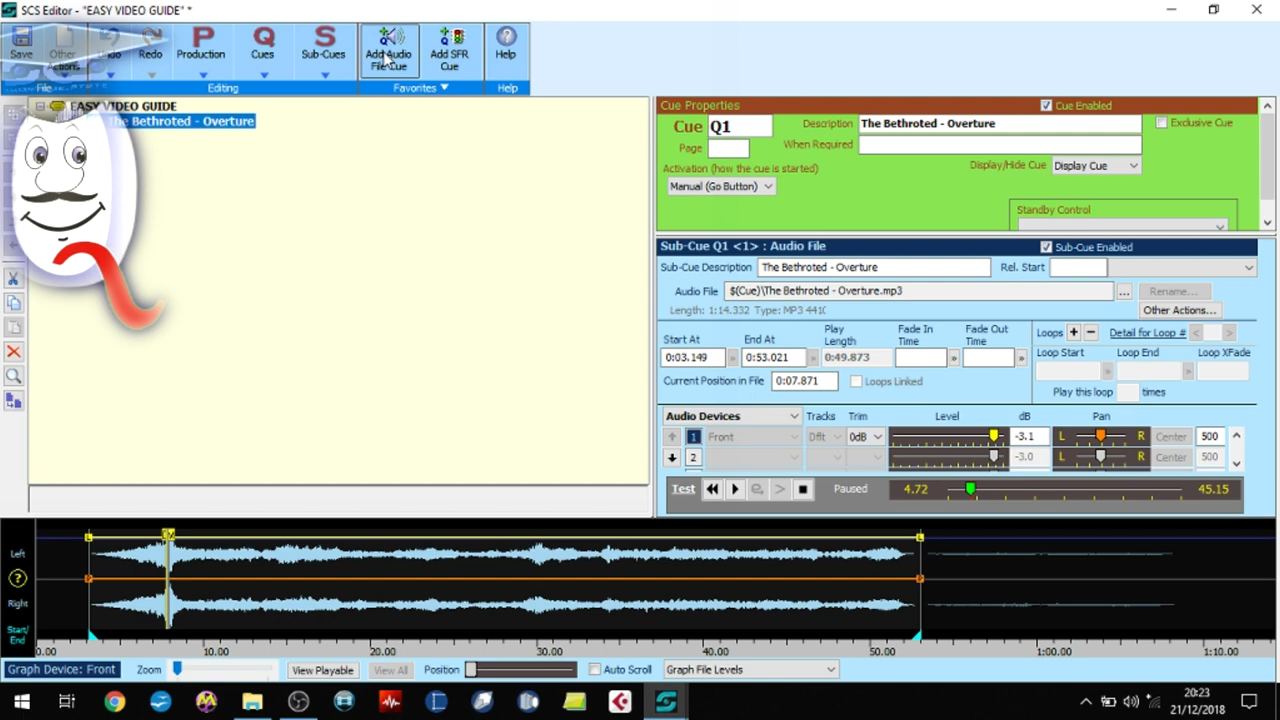 SCS Editor - "EASY VIDEO GUIDE" *
Save Other Actions Undo Redo Production Cues Sub-Cues Add Audio File Cue Add SFR Cue Help
File Editing Favorites Help
EASY VIDEO GUIDE
The Bethroted - Overture
Cue Properties Cue Enabled
Cue Q1 Description The Bethroted - Overture Exclusive Cue
Page When Required
Activation (how the cue is started) Display/Hide Cue Display Cue
Manual (Go Button)
Standby Control
Sub-Cue Q1 <1> : Audio File Sub-Cue Enabled
Sub-Cue Description The Bethroted - Overture Rel. Start
Audio File $(Cue)\The Bethroted - Overture.mp3 ... Rename...
Length: 1:14.332 Type: MP3 441 Other Actions...
Start At End At Play Length Fade In Time Fade Out Time Loops + − Detail for Loop # < >
0:03.149 » 0:53.021 » 0:49.873 » » Loop Start Loop End Loop XFade
Current Position in File 0:07.871 Loops Linked Play this loop times
Audio Devices Tracks Trim Level dB Pan
1 Front Dflt 0dB -3.1 L R Center 500
2 -3.0 L R Center 500
Test Paused 4.72 45.15
Left
?
Right
Start/
End
0.00 10.00 20.00 30.00 40.00 50.00 1:00.00 1:10.00
Graph Device: Front Zoom View Playable View All Position Auto Scroll Graph File Levels
20:23
21/12/2018